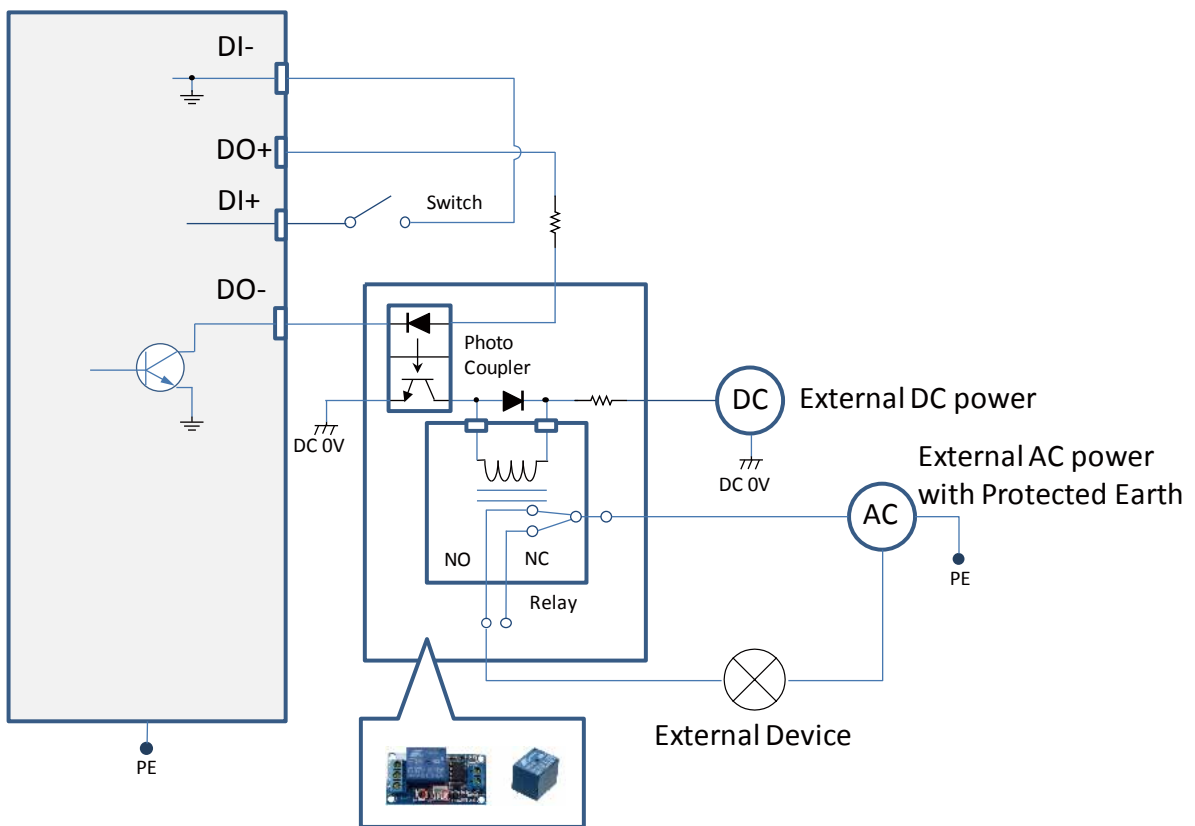 DI-
DO+
DI+
Switch
DO-
Photo
Coupler
DC
External DC power
DC 0V
DC 0V
External AC power
with Protected Earth
AC
NO
NC
PE
Relay
External Device
PE